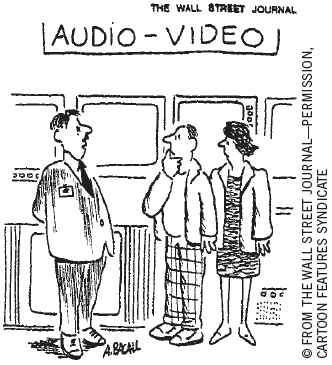 THE WALL STREET JOURNAL
AUDIO-VIDEO
A.BACALL
© FROM THE WALL STREET JOURNAL—PERMISSION,
CARTOON FEATURES SYNDICATE